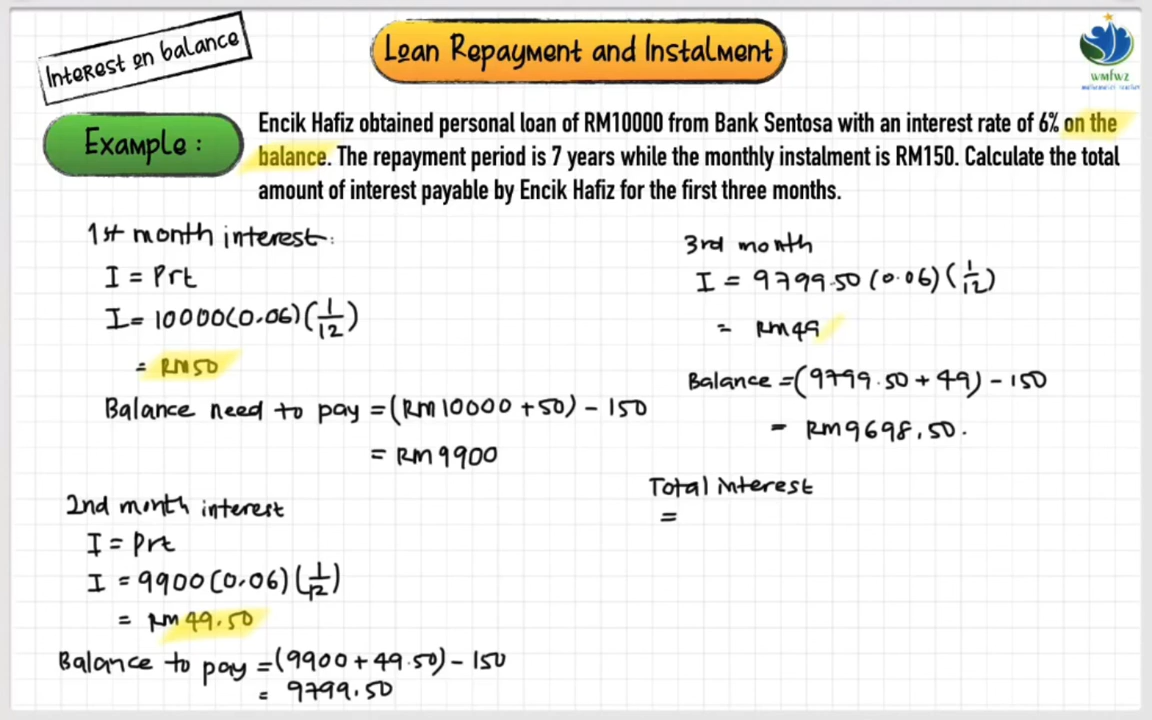 Interest on balance
Loan Repayment and Instalment
wmfwz
mathematics teacher
Example :
Encik Hafiz obtained personal loan of RM10000 from Bank Sentosa with an interest rate of 6% on the
balance. The repayment period is 7 years while the monthly instalment is RM150. Calculate the total
amount of interest payable by Encik Hafiz for the first three months.
1st month interest:
I = Prt
I = 10000(0.06)(1/12)
= RM50
Balance need to pay = (RM10000 + 50) - 150
= RM9900
2nd month interest
I = Prt
I = 9900(0.06)(1/12)
= RM49.50
Balance to pay = (9900 + 49.50) - 150
= 9799.50
3rd month
I = 9799.50(0.06)(1/12)
= RM49
Balance = (9799.50 + 49) - 150
= RM9698.50.
Total interest
=